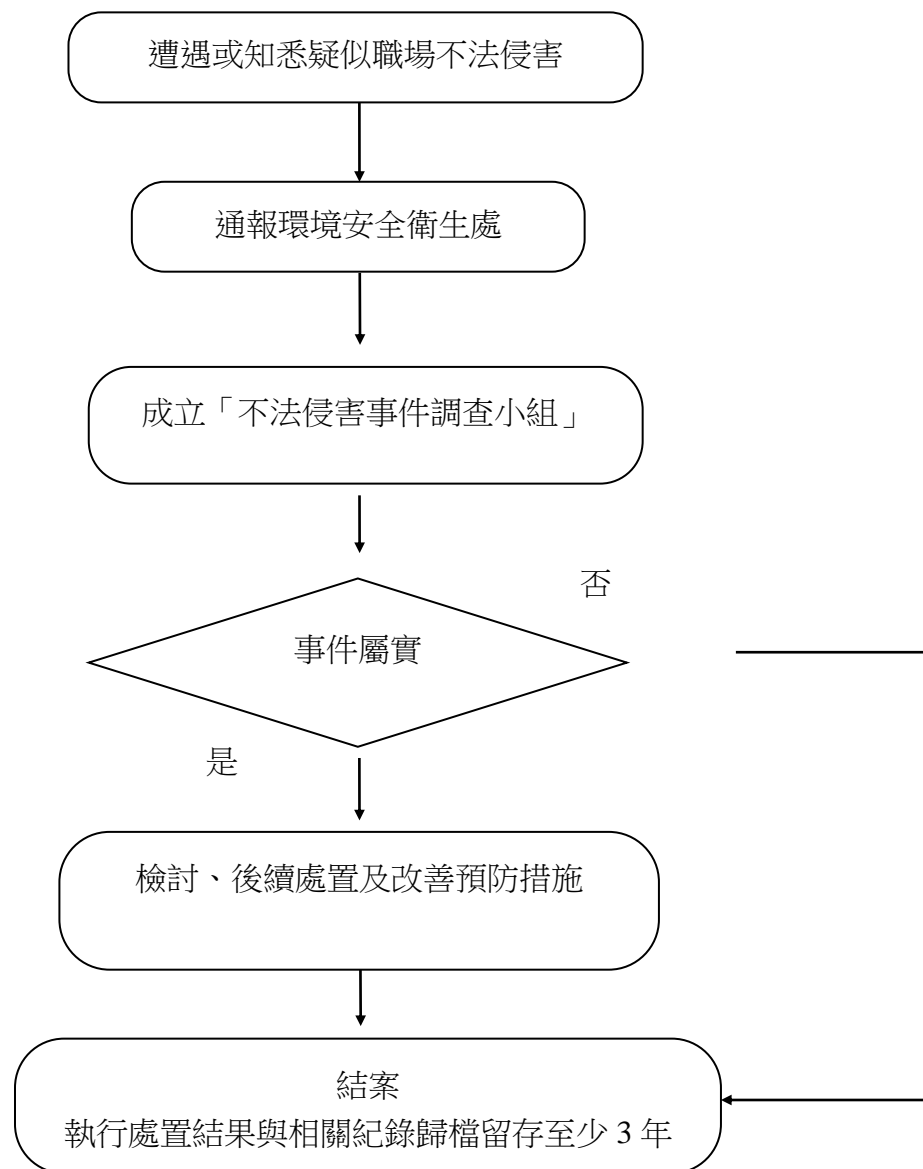 遭遇或知悉疑似職場不法侵害
通報環境安全衛生處
成立「不法侵害事件調查小組」
否
事件屬實
是
檢討、後續處置及改善預防措施
結案
執行處置結果與相關紀錄歸檔留存至少 3 年